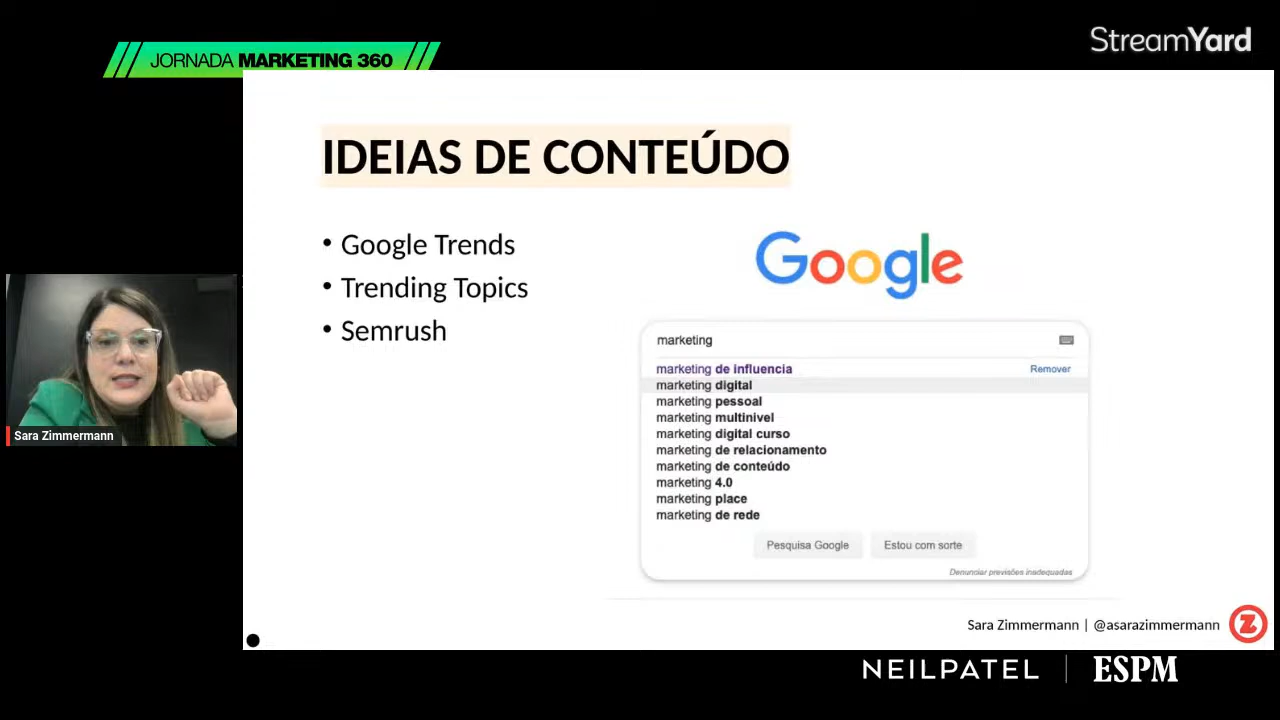 JORNADA MARKETING 360
StreamYard
IDEIAS DE CONTEÚDO
• Google Trends
• Trending Topics
• Semrush
Google
marketing
marketing de influencia Remover
marketing digital
marketing pessoal
marketing multinivel
marketing digital curso
marketing de relacionamento
marketing de conteúdo
marketing 4.0
marketing place
marketing de rede
Pesquisa Google Estou com sorte
Denunciar previsões inadequadas
Sara Zimmermann
Sara Zimmermann | @asarazimmermann
Z
NEILPATEL | ESPM